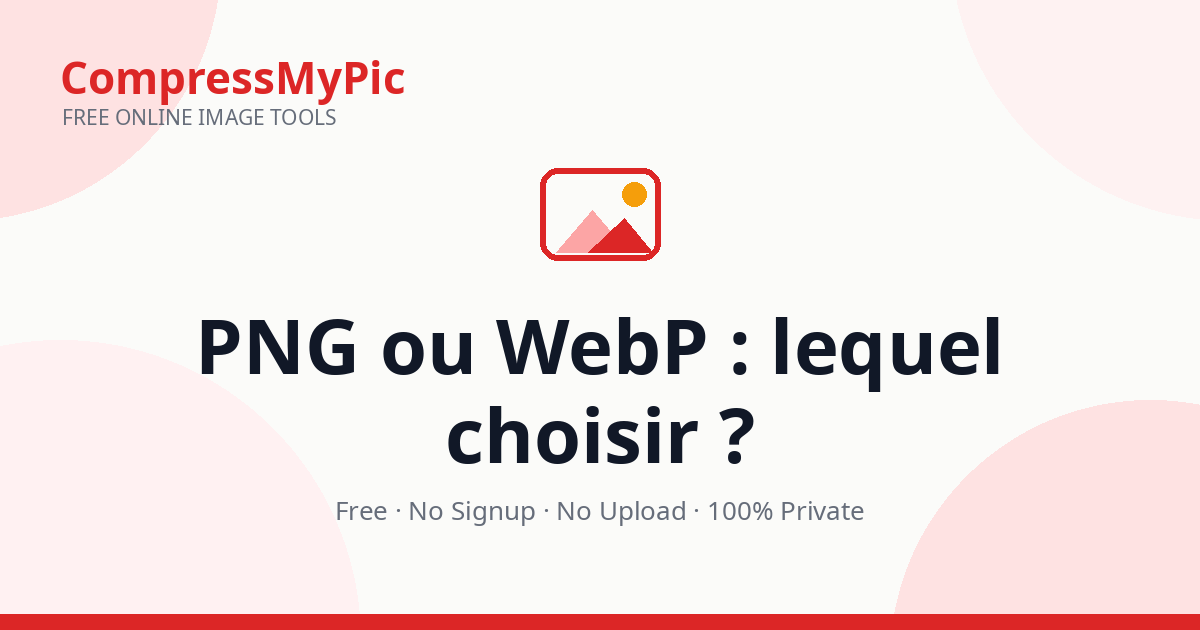 CompressMyPic
FREE ONLINE IMAGE TOOLS
PNG ou WebP : lequel
choisir ?
Free · No Signup · No Upload · 100% Private